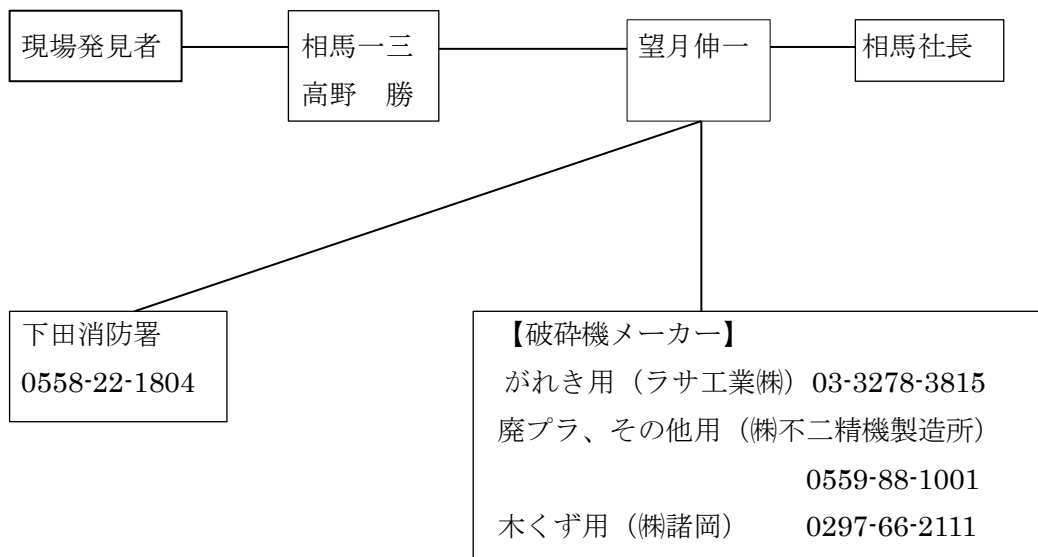 現場発見者
相馬一三
高野　勝
望月伸一
相馬社長
下田消防署
0558-22-1804
【破砕機メーカー】
がれき用（ラサ工業㈱）03-3278-3815
廃プラ、その他用（㈱不二精機製造所）
0559-88-1001
木くず用（㈱諸岡）　0297-66-2111